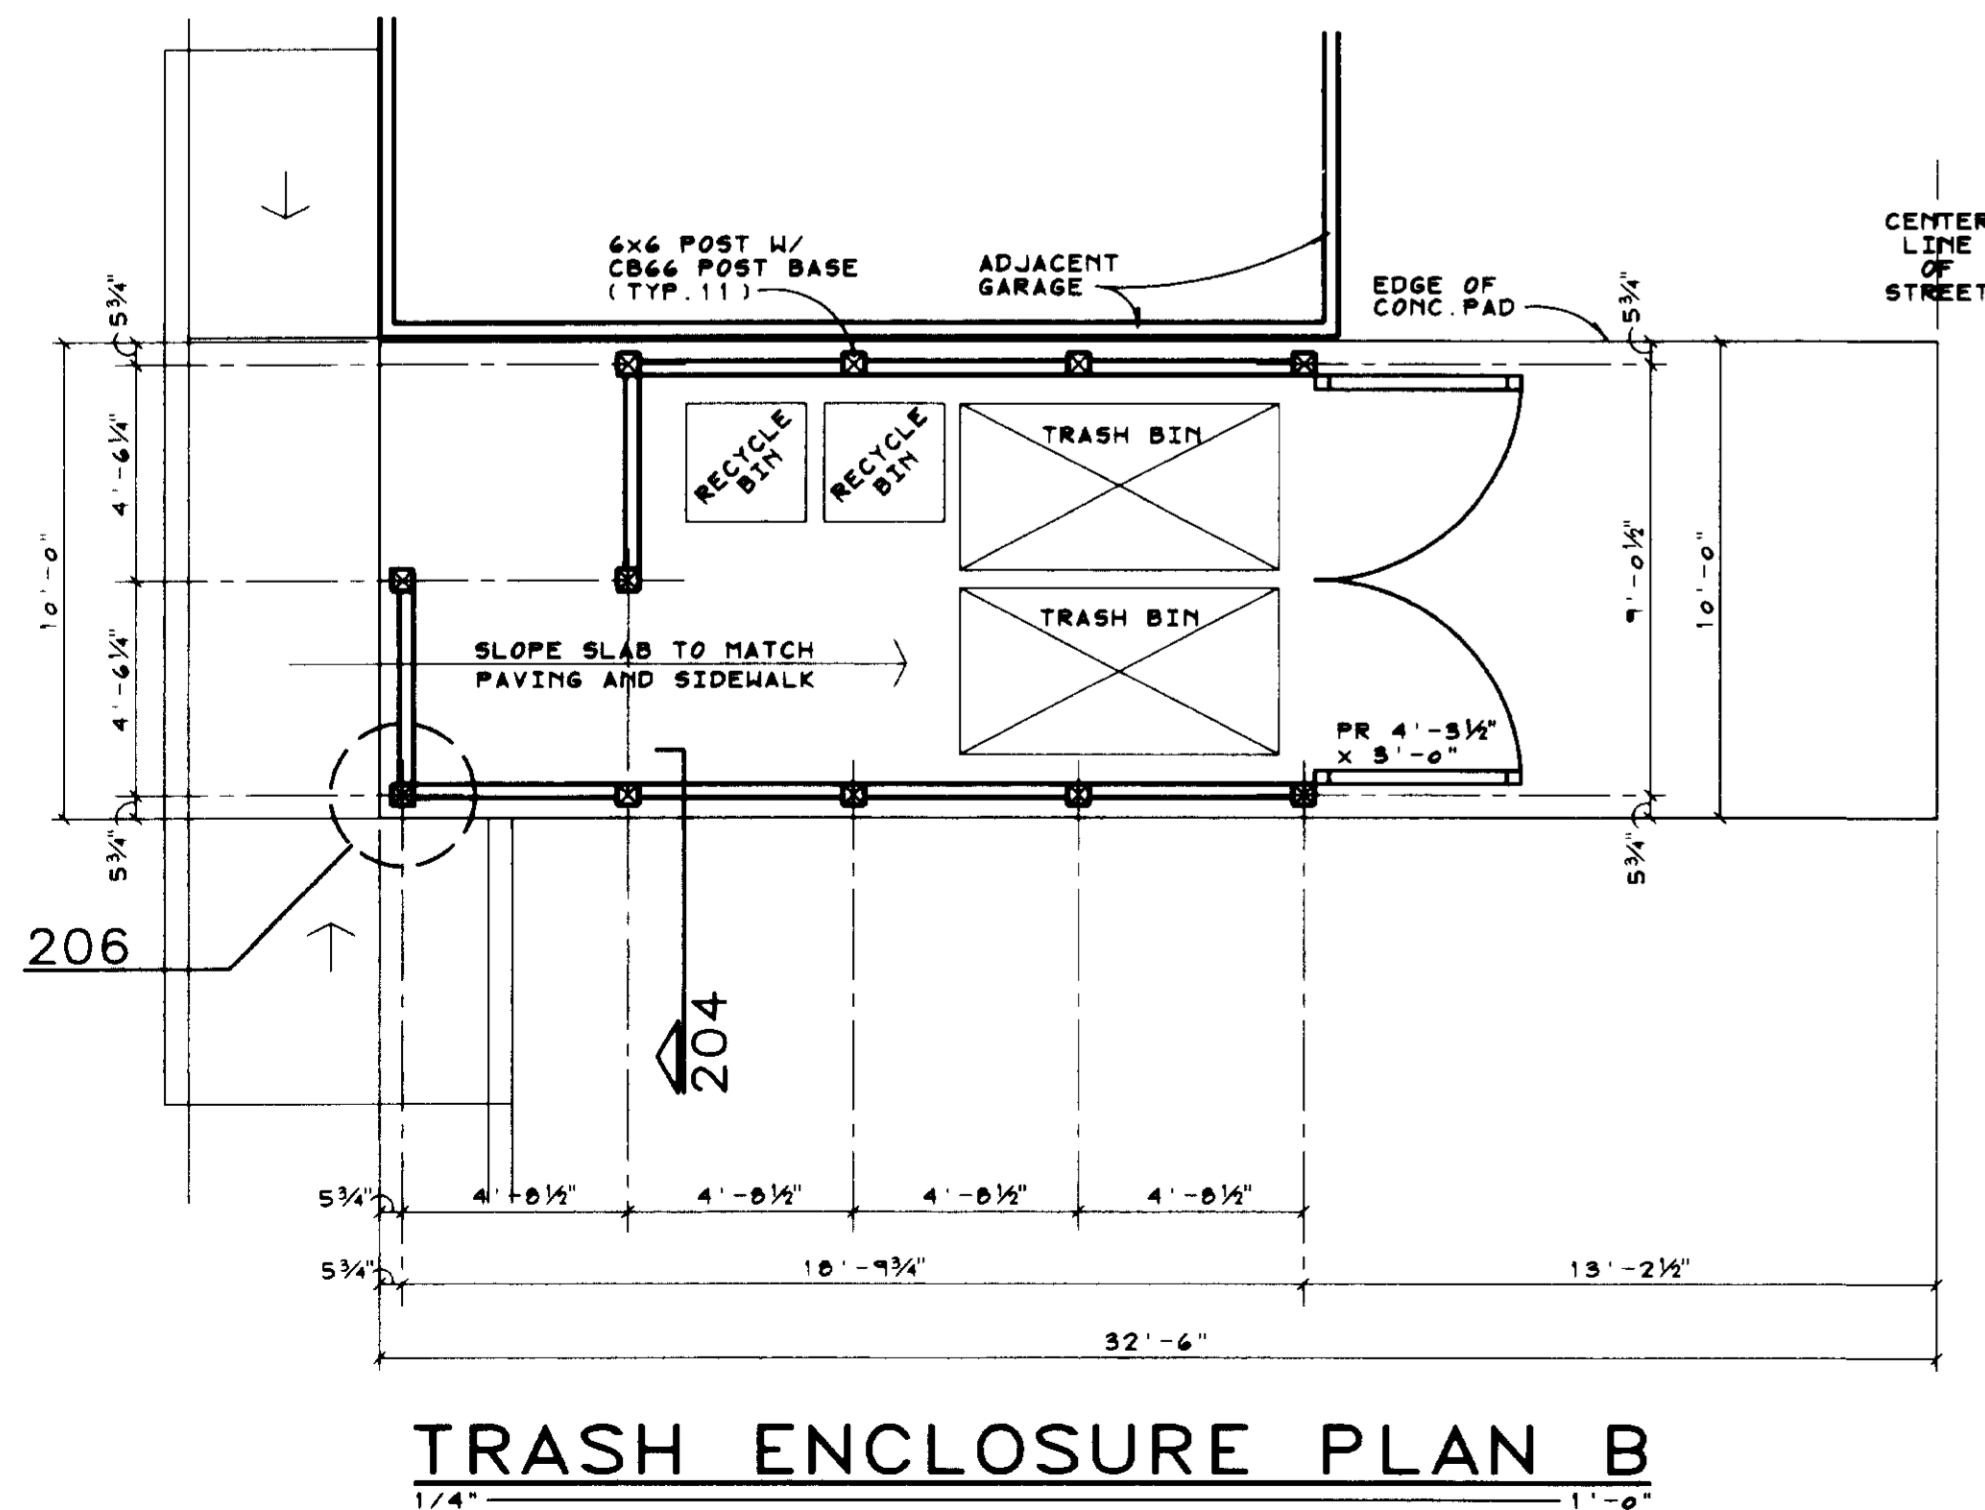 6x6 POST W/
CB66 POST BASE
(TYP. 11)
ADJACENT
GARAGE
EDGE OF
CONC. PAD
CENTER
LINE
OF
STREET
5¾"
5¾"
10'-0"
4'-6¼"
4'-6¼"
5¾"
RECYCLE
BIN
RECYCLE
BIN
TRASH BIN
TRASH BIN
9'-0½"
10'-0"
5¾"
SLOPE SLAB TO MATCH
PAVING AND SIDEWALK
PR 4'-3½"
x 3'-0"
206
204
5¾" 4'-8½" 4'-8½" 4'-8½" 4'-8½"
5¾" 18'-9¾" 13'-2½"
32'-6"
TRASH ENCLOSURE PLAN B
1/4" 1'-0"